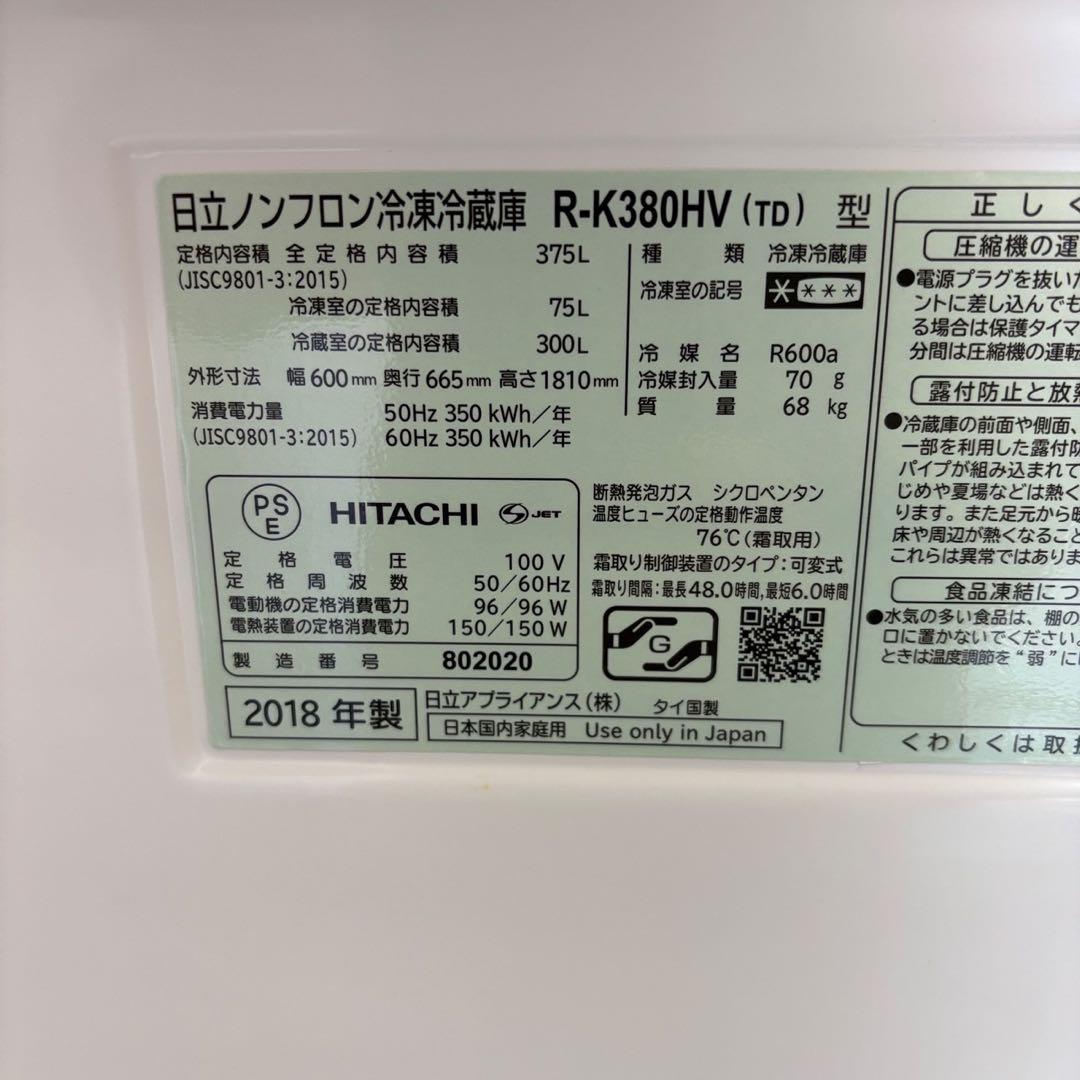 日立ノンフロン冷凍冷蔵庫 R-K380HV (TD) 型
定格内容積 全定格内容積 375L
(JISC9801-3:2015)
冷凍室の定格内容積 75L
冷蔵室の定格内容積 300L
外形寸法 幅600mm 奥行665mm 高さ1810mm
消費電力量 50Hz 350 kWh/年
(JISC9801-3:2015) 60Hz 350 kWh/年
種類 冷凍冷蔵庫
冷凍室の記号 ＊＊＊＊
冷媒名 R600a
冷媒封入量 70 g
質量 68 kg
PS
E
HITACHI S JET
定格電圧 100 V
定格周波数 50/60Hz
電動機の定格消費電力 96/96 W
電熱装置の定格消費電力 150/150 W
製造番号 802020
断熱発泡ガス シクロペンタン
温度ヒューズの定格動作温度
76℃(霜取用)
霜取り制御装置のタイプ:可変式
霜取り間隔:最長48.0時間,最短6.0時間
G
2018 年製
日立アプライアンス(株) タイ国製
日本国内家庭用 Use only in Japan
正しく
圧縮機の運
●電源プラグを抜いた
ントに差し込んでも
る場合は保護タイマ
分間は圧縮機の運転
露付防止と放熱
●冷蔵庫の前面や側面、
一部を利用した露付防
パイプが組み込まれて
じめや夏場などは熱く
ります。また足元から暖
床や周辺が熱くなること
これらは異常ではありま
食品凍結につ
●水気の多い食品は、棚の
口に置かないでください。
ときは温度調節を“弱”に
くわしくは取扱